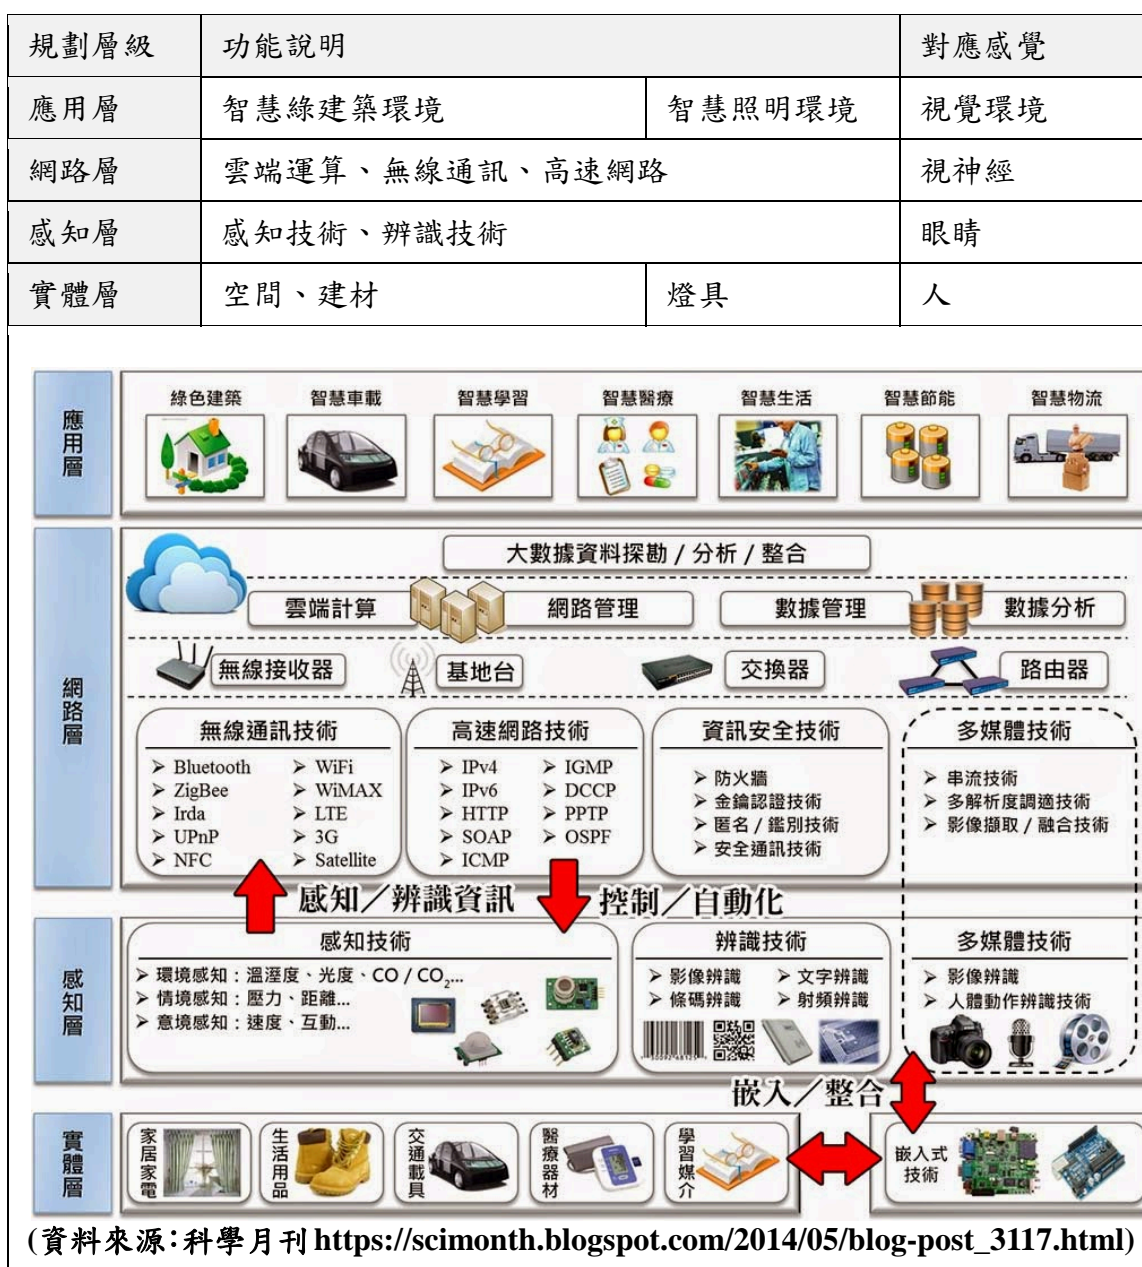 規劃層級 功能說明 對應感覺
應用層 智慧綠建築環境 智慧照明環境 視覺環境
網路層 雲端運算、無線通訊、高速網路 視神經
感知層 感知技術、辨識技術 眼睛
實體層 空間、建材 燈具 人
應用層
綠色建築 智慧車載 智慧學習 智慧醫療 智慧生活 智慧節能 智慧物流
網路層
大數據資料探勘 / 分析 / 整合
雲端計算 網路管理 數據管理 數據分析
無線接收器 基地台 交換器 路由器
無線通訊技術
➢ Bluetooth ➢ WiFi
➢ ZigBee ➢ WiMAX
➢ Irda ➢ LTE
➢ UPnP ➢ 3G
➢ NFC ➢ Satellite
高速網路技術
➢ IPv4 ➢ IGMP
➢ IPv6 ➢ DCCP
➢ HTTP ➢ PPTP
➢ SOAP ➢ OSPF
➢ ICMP
資訊安全技術
➢ 防火牆
➢ 金鑰認證技術
➢ 匿名 / 鑑別技術
➢ 安全通訊技術
多媒體技術
➢ 串流技術
➢ 多解析度調適技術
➢ 影像擷取 / 融合技術
感知／辨識資訊 控制／自動化
感知層
感知技術
➢ 環境感知：溫溼度、光度、CO / CO₂...
➢ 情境感知：壓力、距離...
➢ 意境感知：速度、互動...
辨識技術
➢ 影像辨識 ➢ 文字辨識
➢ 條碼辨識 ➢ 射頻辨識
多媒體技術
➢ 影像辨識
➢ 人體動作辨識技術
嵌入／整合
實體層
家居家電 生活用品 交通載具 醫療器材 學習媒介
嵌入式
技術
(資料來源:科學月刊 https://scimonth.blogspot.com/2014/05/blog-post_3117.html)